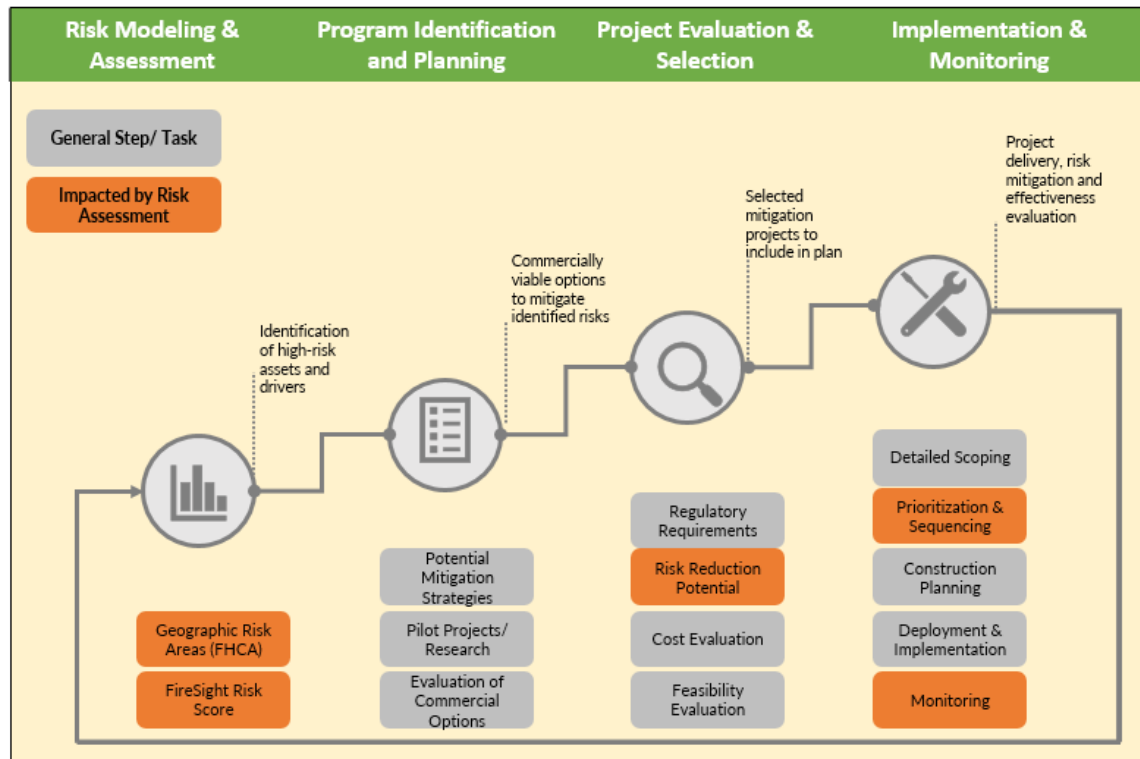 Risk Modeling &
Assessment
Program Identification
and Planning
Project Evaluation &
Selection
Implementation &
Monitoring
General Step/ Task
Impacted by Risk
Assessment
Identification
of high-risk
assets and
drivers
Commercially
viable options
to mitigate
identified risks
Selected
mitigation
projects to
include in plan
Project
delivery, risk
mitigation and
effectiveness
evaluation
Geographic Risk
Areas (FHCA)
FireSight Risk
Score
Potential
Mitigation
Strategies
Pilot Projects/
Research
Evaluation of
Commercial
Options
Regulatory
Requirements
Risk Reduction
Potential
Cost Evaluation
Feasibility
Evaluation
Detailed Scoping
Prioritization &
Sequencing
Construction
Planning
Deployment &
Implementation
Monitoring